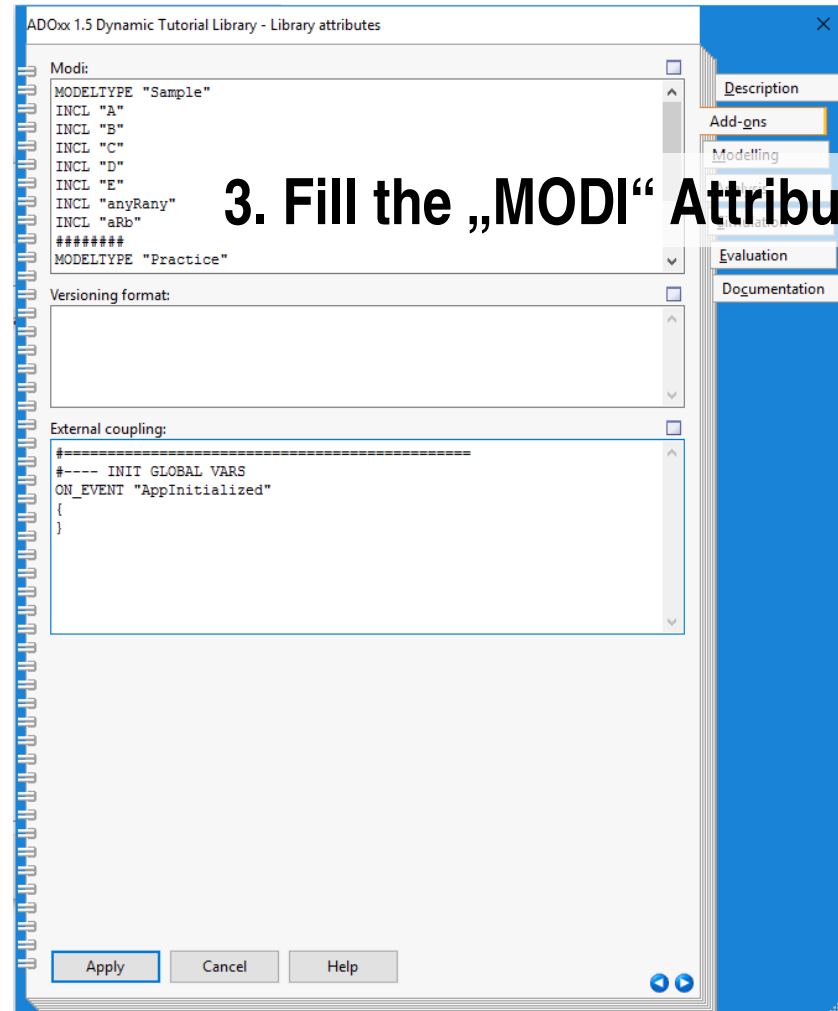 ADOxx 1.5 Dynamic Tutorial Library - Library attributes
Modi:
MODELTYPE "Sample"
INCL "A"
INCL "B"
INCL "C"
INCL "D"
INCL "E"
INCL "anyRany"
INCL "aRb"
########
MODELTYPE "Practice"
3. Fill the „MODI“ Attribu
Description
Add-ons
Modelling
Simulation
Evaluation
Documentation
Versioning format:
External coupling:
#===============================================
#---- INIT GLOBAL VARS
ON_EVENT "AppInitialized"
{
}
Apply
Cancel
Help